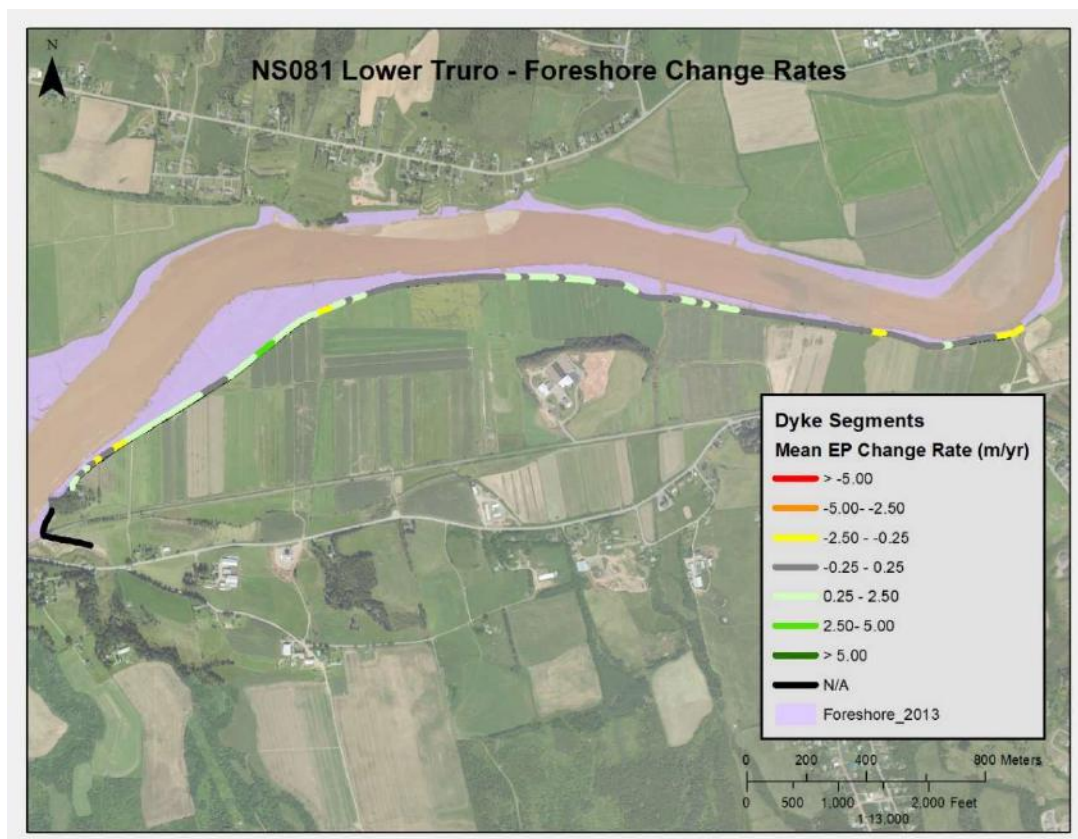 N
NS081 Lower Truro - Foreshore Change Rates
Dyke Segments
Mean EP Change Rate (m/yr)
> -5.00
-5.00- -2.50
-2.50 - -0.25
-0.25 - 0.25
0.25 - 2.50
2.50- 5.00
> 5.00
N/A
Foreshore_2013
0 200 400 800 Meters
0 500 1,000 2,000 Feet
1:13,000